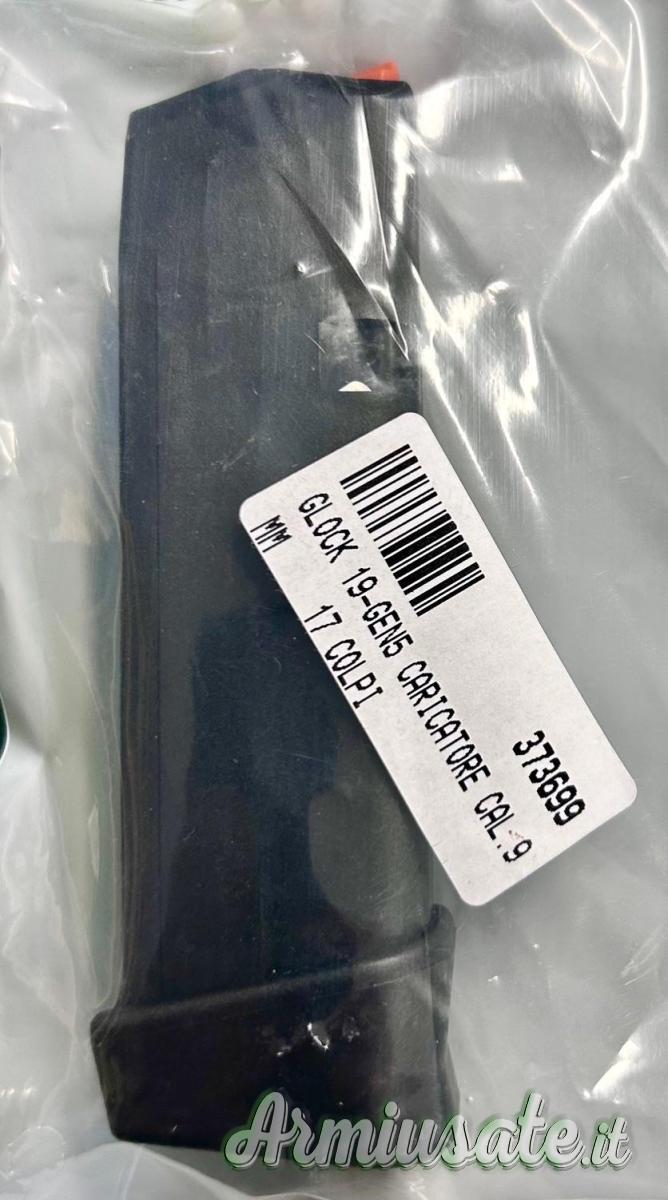 373699
GLOCK 19-GEN5 CARICATORE CAL.9
MM     17 COLPI
Armiusate.it